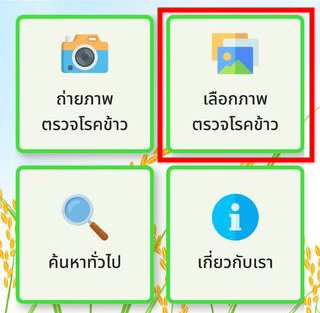 ถ่ายภาพ
ตรวจโรคข้าว
เลือกภาพ
ตรวจโรคข้าว
ค้นหาทั่วไป
เกี่ยวกับเรา